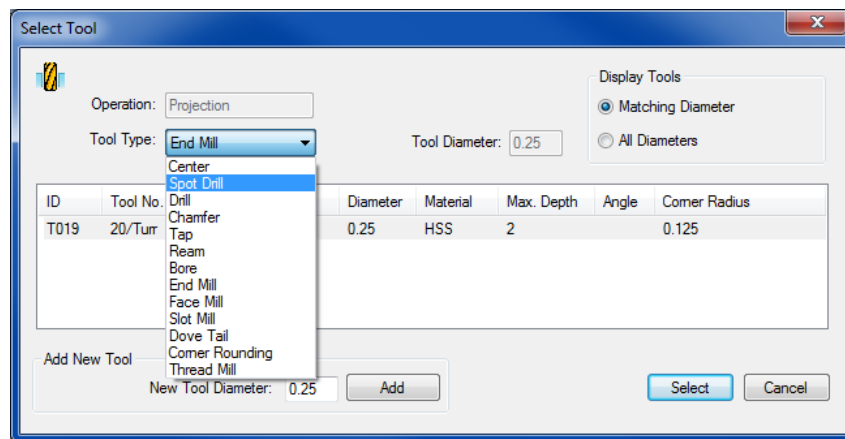 Select Tool
Display Tools
Operation: Projection
Matching Diameter
Tool Type: End Mill
Tool Diameter: 0.25
All Diameters
Center
Spot Drill
Drill
Chamfer
Tap
Ream
Bore
End Mill
Face Mill
Slot Mill
Dove Tail
Corner Rounding
Thread Mill
ID Tool No. Diameter Material Max. Depth Angle Corner Radius
T019 20/Turr 0.25 HSS 2 0.125
Add New Tool
New Tool Diameter: 0.25 Add
Select Cancel